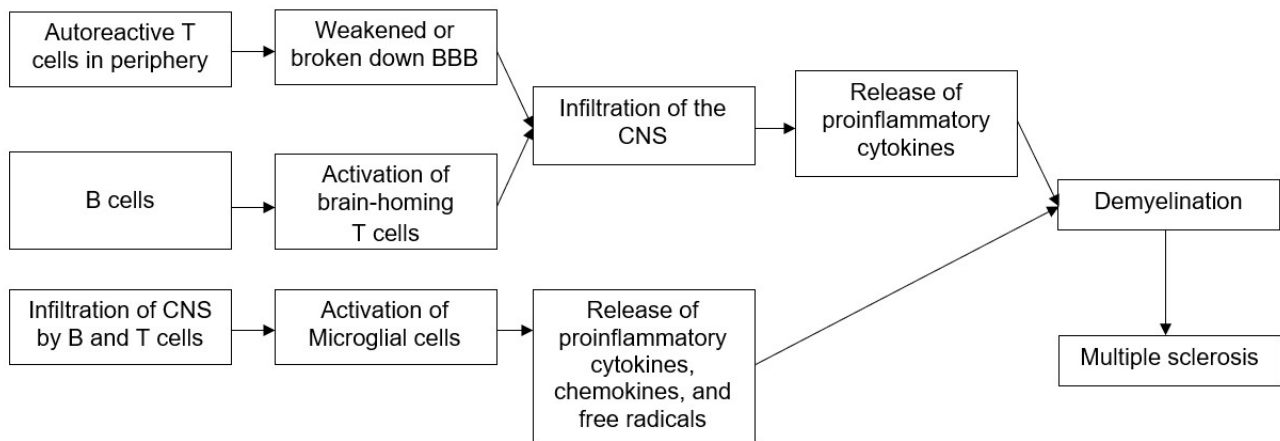 Autoreactive T
cells in periphery
Weakened or
broken down BBB
Infiltration of the
CNS
Release of
proinflammatory
cytokines
B cells
Activation of
brain-homing
T cells
Demyelination
Infiltration of CNS
by B and T cells
Activation of
Microglial cells
Release of
proinflammatory
cytokines,
chemokines, and
free radicals
Multiple sclerosis